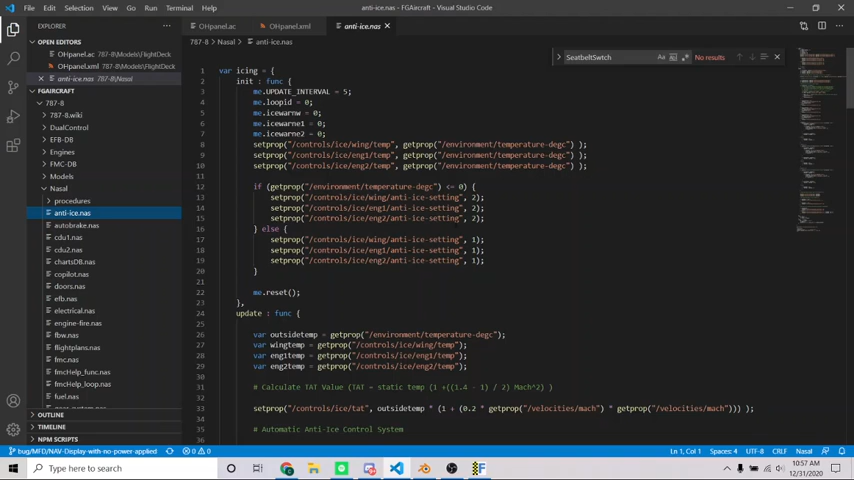 File Edit Selection View Go Run Terminal Help
anti-ice.nas - FGAircraft - Visual Studio Code
EXPLORER
OHpanel.ac
OHpanel.xml
anti-ice.nas
OPEN EDITORS
OHpanel.ac 787-8\Models\FlightDeck
OHpanel.xml 787-8\Models\FlightDeck
anti-ice.nas 787-8\Nasal
FGAIRCRAFT
787-8
787-8.wiki
DualControl
EFB-DB
Engines
FMC-DB
Models
Nasal
procedures
anti-ice.nas
autobrake.nas
cdu1.nas
cdu2.nas
chartsDB.nas
copilot.nas
doors.nas
efb.nas
electrical.nas
engine-fire.nas
fbw.nas
flightplans.nas
fmc.nas
fmcHelp_func.nas
fmcHelp_loop.nas
fuel.nas
OUTLINE
TIMELINE
NPM SCRIPTS
787-8 > Nasal > anti-ice.nas
SeatbeltSwtch
Aa
No results
1 var icing = {
2 init : func {
3 me.UPDATE_INTERVAL = 5;
4 me.loopid = 0;
5 me.icewarnw = 0;
6 me.icewarne1 = 0;
7 me.icewarne2 = 0;
8 setprop("/controls/ice/wing/temp", getprop("/environment/temperature-degc") );
9 setprop("/controls/ice/eng1/temp", getprop("/environment/temperature-degc") );
10 setprop("/controls/ice/eng2/temp", getprop("/environment/temperature-degc") );
11
12 if (getprop("/environment/temperature-degc") <= 0) {
13 setprop("/controls/ice/wing/anti-ice-setting", 2);
14 setprop("/controls/ice/eng1/anti-ice-setting", 2);
15 setprop("/controls/ice/eng2/anti-ice-setting", 2);
16 } else {
17 setprop("/controls/ice/wing/anti-ice-setting", 1);
18 setprop("/controls/ice/eng1/anti-ice-setting", 1);
19 setprop("/controls/ice/eng2/anti-ice-setting", 1);
20 }
21
22 me.reset();
23 },
24 update : func {
25
26 var outsidetemp = getprop("/environment/temperature-degc");
27 var wingtemp = getprop("/controls/ice/wing/temp");
28 var eng1temp = getprop("/controls/ice/eng1/temp");
29 var eng2temp = getprop("/controls/ice/eng2/temp");
30
31 # Calculate TAT Value (TAT = static temp (1 +((1.4 - 1) / 2) Mach^2) )
32
33 setprop("/controls/ice/tat", outsidetemp * (1 + (0.2 * getprop("/velocities/mach") * getprop("/velocities/mach"))) );
34
35 # Automatic Anti-Ice Control System
36
bug/MFD/NAV-Display-with-no-power-applied
0 0
Ln 1, Col 1 Spaces: 4 UTF-8 CRLF Nasal
Type here to search
10:57 AM
12/31/2020